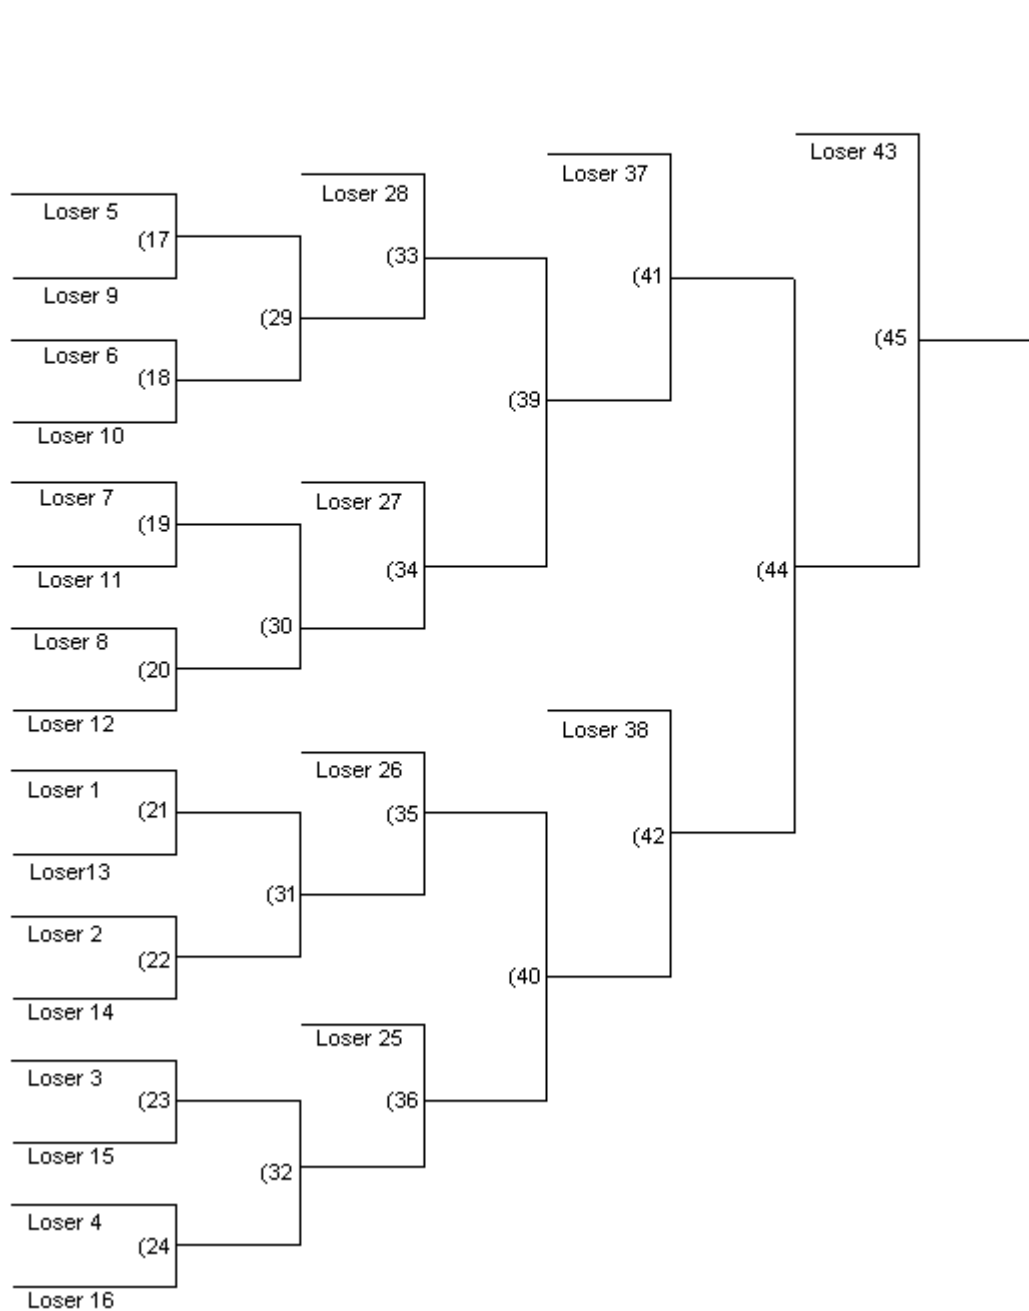 Loser 43
Loser 37
Loser 28
Loser 5
(17
(33
(41
Loser 9
(29
(45
Loser 6
(18
(39
Loser 10
Loser 7
Loser 27
(19
(34
(44
Loser 11
(30
Loser 8
(20
Loser 12
Loser 38
Loser 26
Loser 1
(21
(35
(42
Loser13
(31
Loser 2
(22
(40
Loser 14
Loser 25
Loser 3
(23
(36
Loser 15
(32
Loser 4
(24
Loser 16